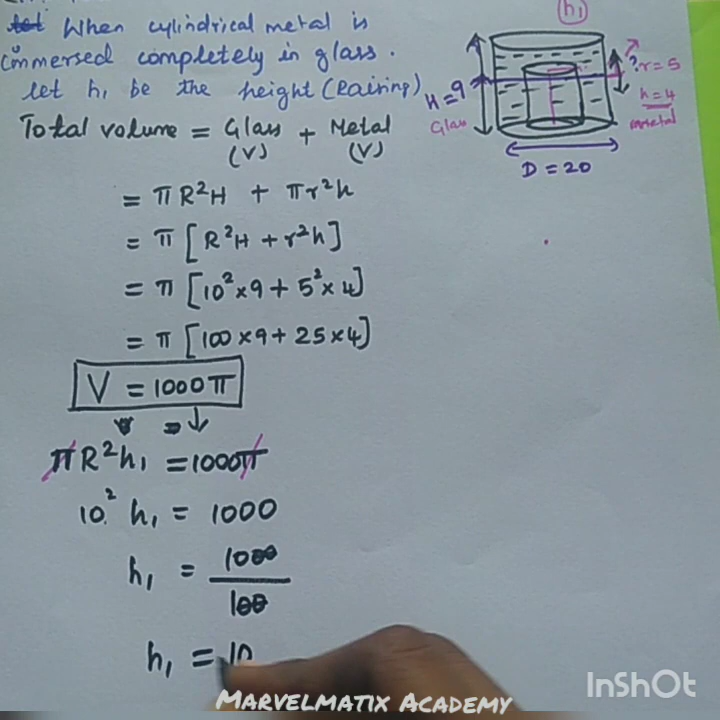 When cylindrical metal is
immersed completely in glass.
let h₁ be the height (Raising)
Total volume = Glass (V) + Metal (V)
= πR²H + πr²h
= π[R²H + r²h]
= π[10²×9 + 5²×4]
= π[100×9 + 25×4]
V = 1000π
⇒
πR²h₁ = 1000π
10² h₁ = 1000
h₁ = 1000/100
h₁ = 10
h₁
H = 9
Glass
? r = 5
h = 4
metal
D = 20
MARVELMATIX ACADEMY
InShOt